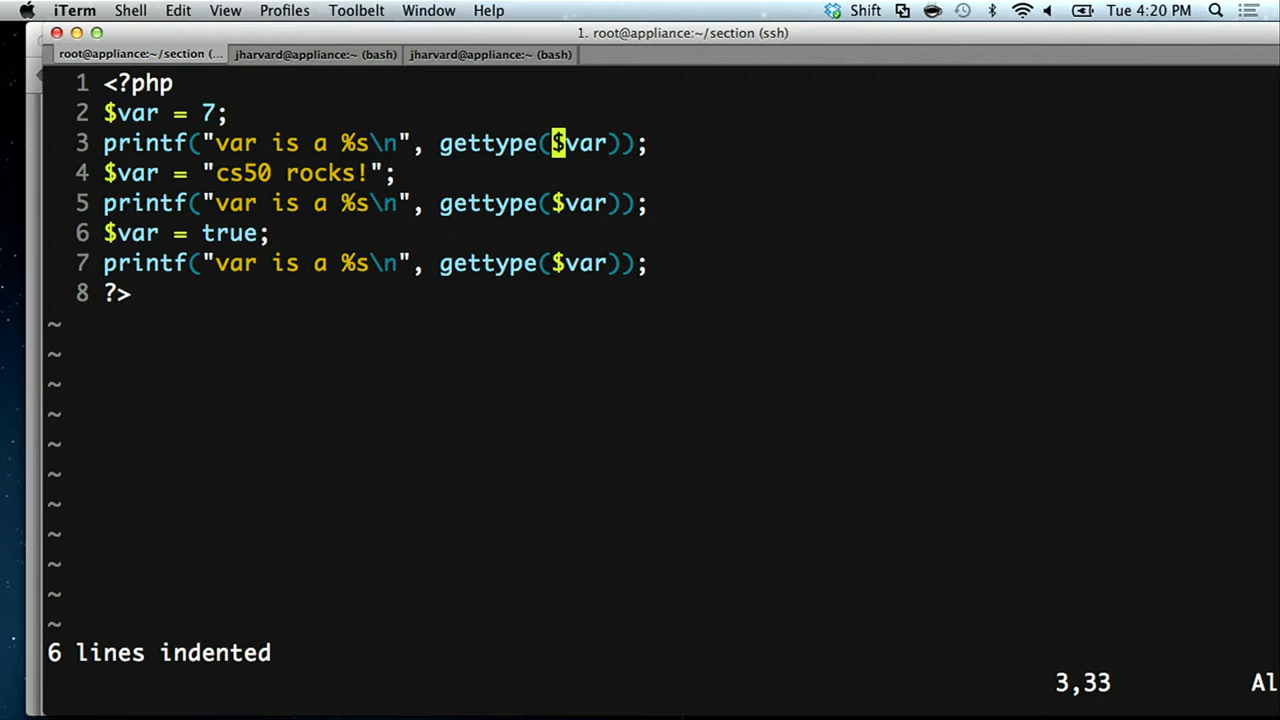 iTerm Shell Edit View Profiles Toolbelt Window Help Shift Tue 4:20 PM
1. root@appliance:~/section (ssh)
root@appliance:~/section (... jharvard@appliance:~ (bash) jharvard@appliance:~ (bash)
1 <?php
2 $var = 7;
3 printf("var is a %s\n", gettype($var));
4 $var = "cs50 rocks!";
5 printf("var is a %s\n", gettype($var));
6 $var = true;
7 printf("var is a %s\n", gettype($var));
8 ?>
~
~
~
~
~
~
~
~
~
~
~
6 lines indented
3,33 Al